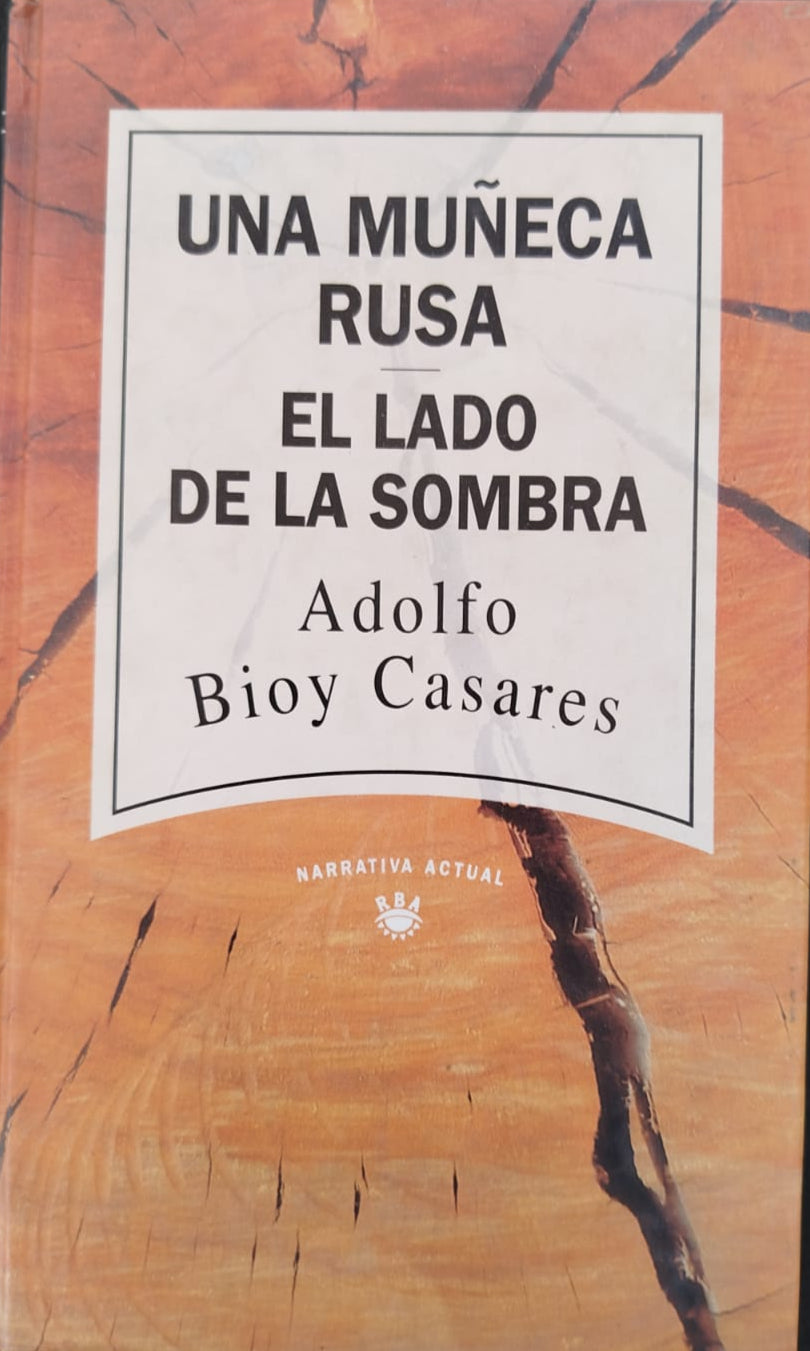 UNA MUÑECA
RUSA
EL LADO
DE LA SOMBRA
Adolfo
Bioy Casares
NARRATIVA ACTUAL
RBA